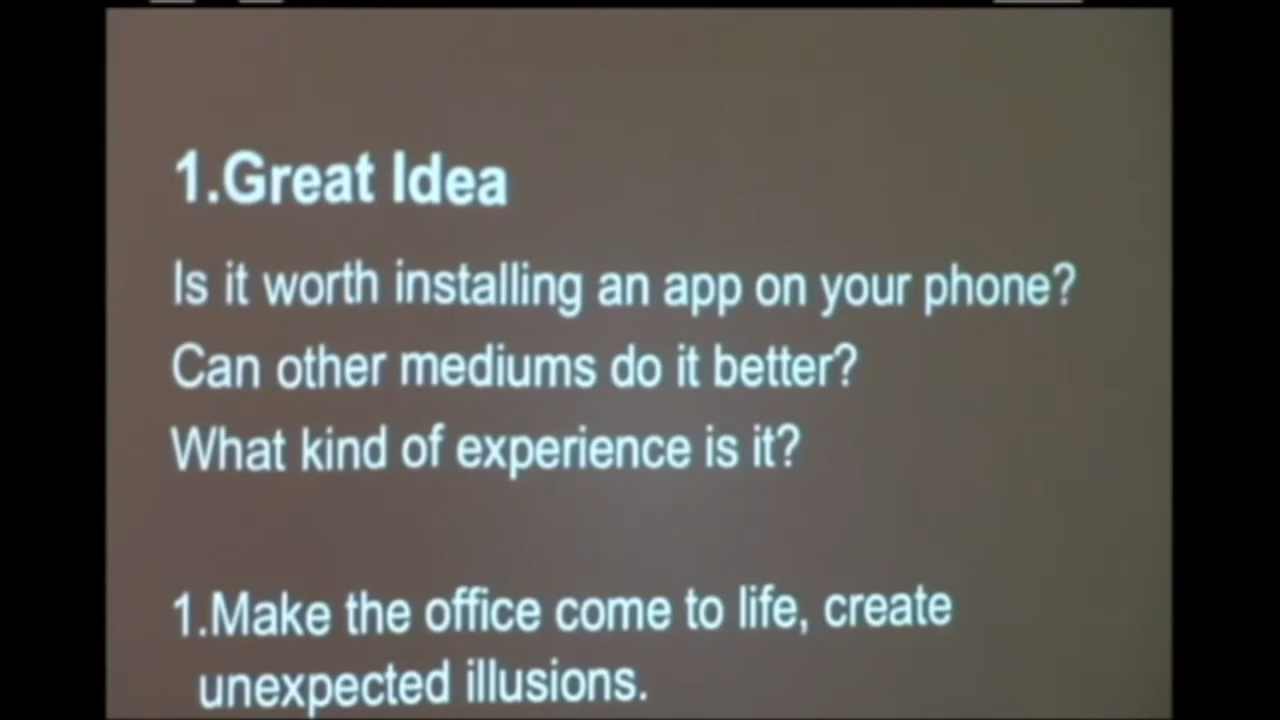 1.Great Idea
Is it worth installing an app on your phone?
Can other mediums do it better?
What kind of experience is it?
1.Make the office come to life, create
unexpected illusions.